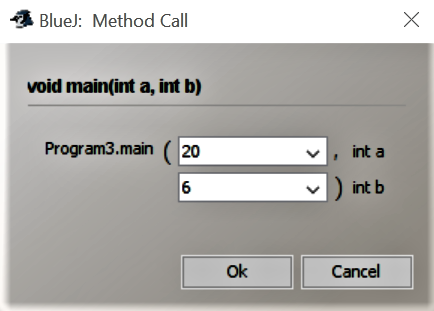 BlueJ: Method Call
void main(int a, int b)
Program3.main ( 20 , int a
6 ) int b
Ok Cancel